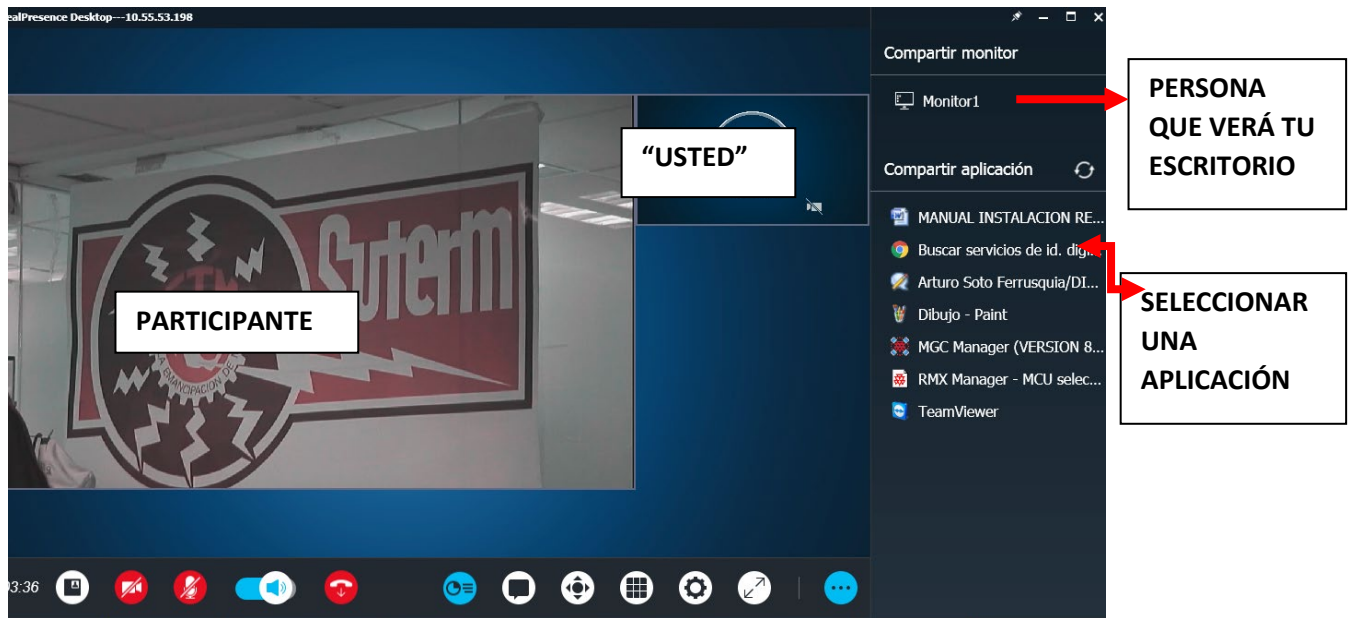 ealPresence Desktop---10.55.53.198
Compartir monitor
Monitor1
PERSONA
QUE VERÁ TU
ESCRITORIO
"USTED"
Compartir aplicación
MANUAL INSTALACION RE...
Buscar servicios de id. digi...
Arturo Soto Ferrusquia/DI...
Dibujo - Paint
MGC Manager (VERSION 8...
RMX Manager - MCU selec...
TeamViewer
SELECCIONAR
UNA
APLICACIÓN
Suterm
PARTICIPANTE
EMANCIPACION DE
03:36